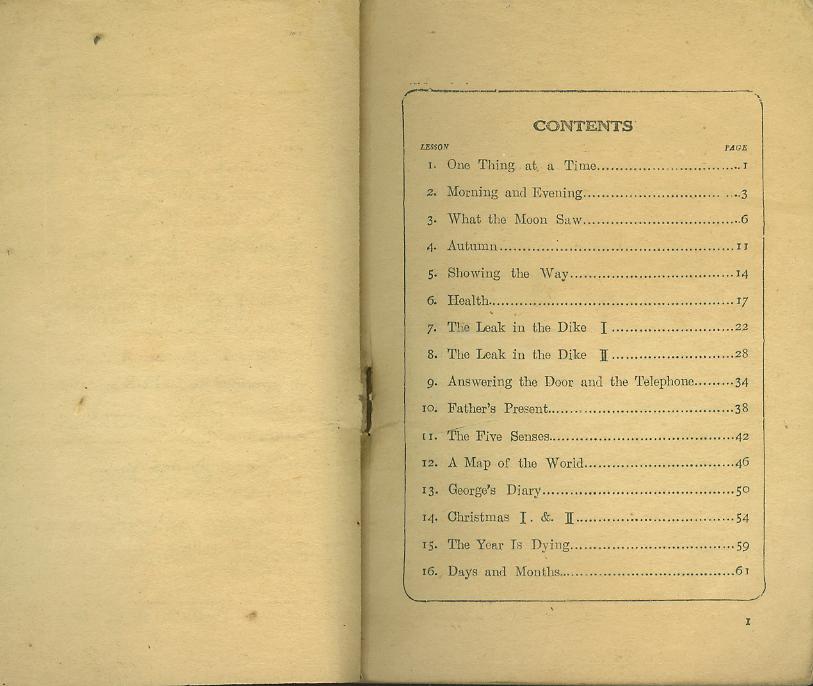 CONTENTS
LESSON PAGE
1. One Thing at a Time..............................1
2. Morning and Evening.............................3
3. What the Moon Saw..............................6
4. Autumn..............................................11
5. Showing the Way.................................14
6. Health................................................17
7. The Leak in the Dike I ..........................22
8. The Leak in the Dike II ..........................28
9. Answering the Door and the Telephone.........34
10. Father's Present...................................38
11. The Five Senses...................................42
12. A Map of the World..............................46
13. George's Diary....................................50
14. Christmas I. & II.................................54
15. The Year Is Dying................................59
16. Days and Months.................................61
I